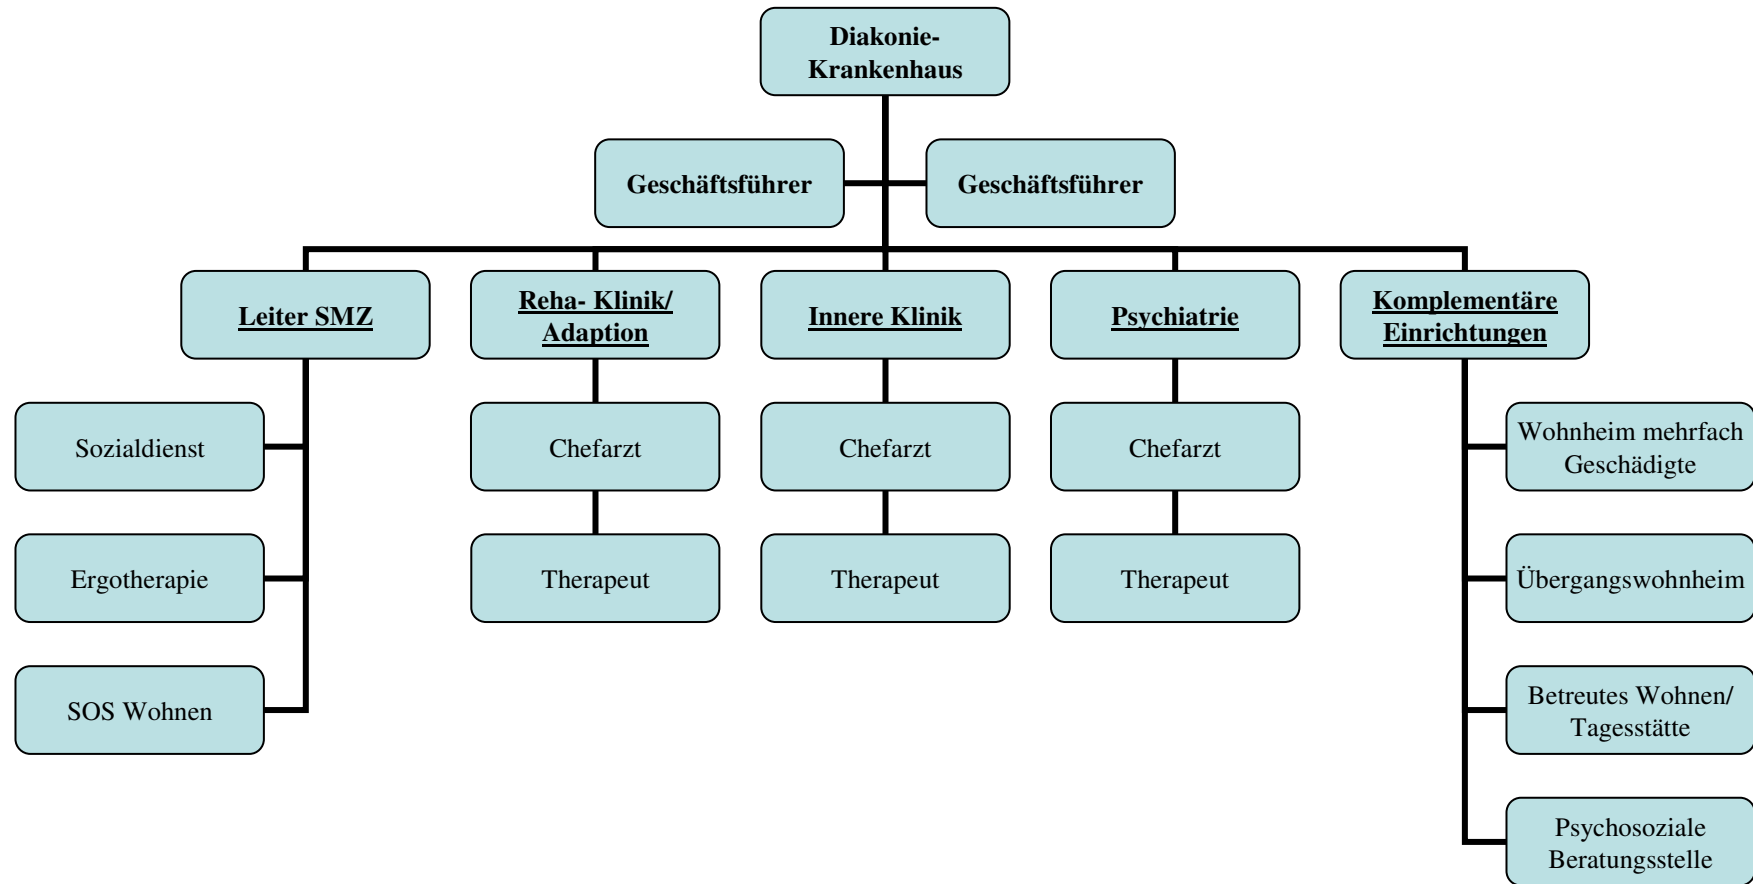 Diakonie-
Krankenhaus
Geschäftsführer
Geschäftsführer
Leiter SMZ
Reha- Klinik/
Adaption
Innere Klinik
Psychiatrie
Komplementäre
Einrichtungen
Sozialdienst
Chefarzt
Chefarzt
Chefarzt
Wohnheim mehrfach
Geschädigte
Ergotherapie
Therapeut
Therapeut
Therapeut
Übergangswohnheim
SOS Wohnen
Betreutes Wohnen/
Tagesstätte
Psychosoziale
Beratungsstelle